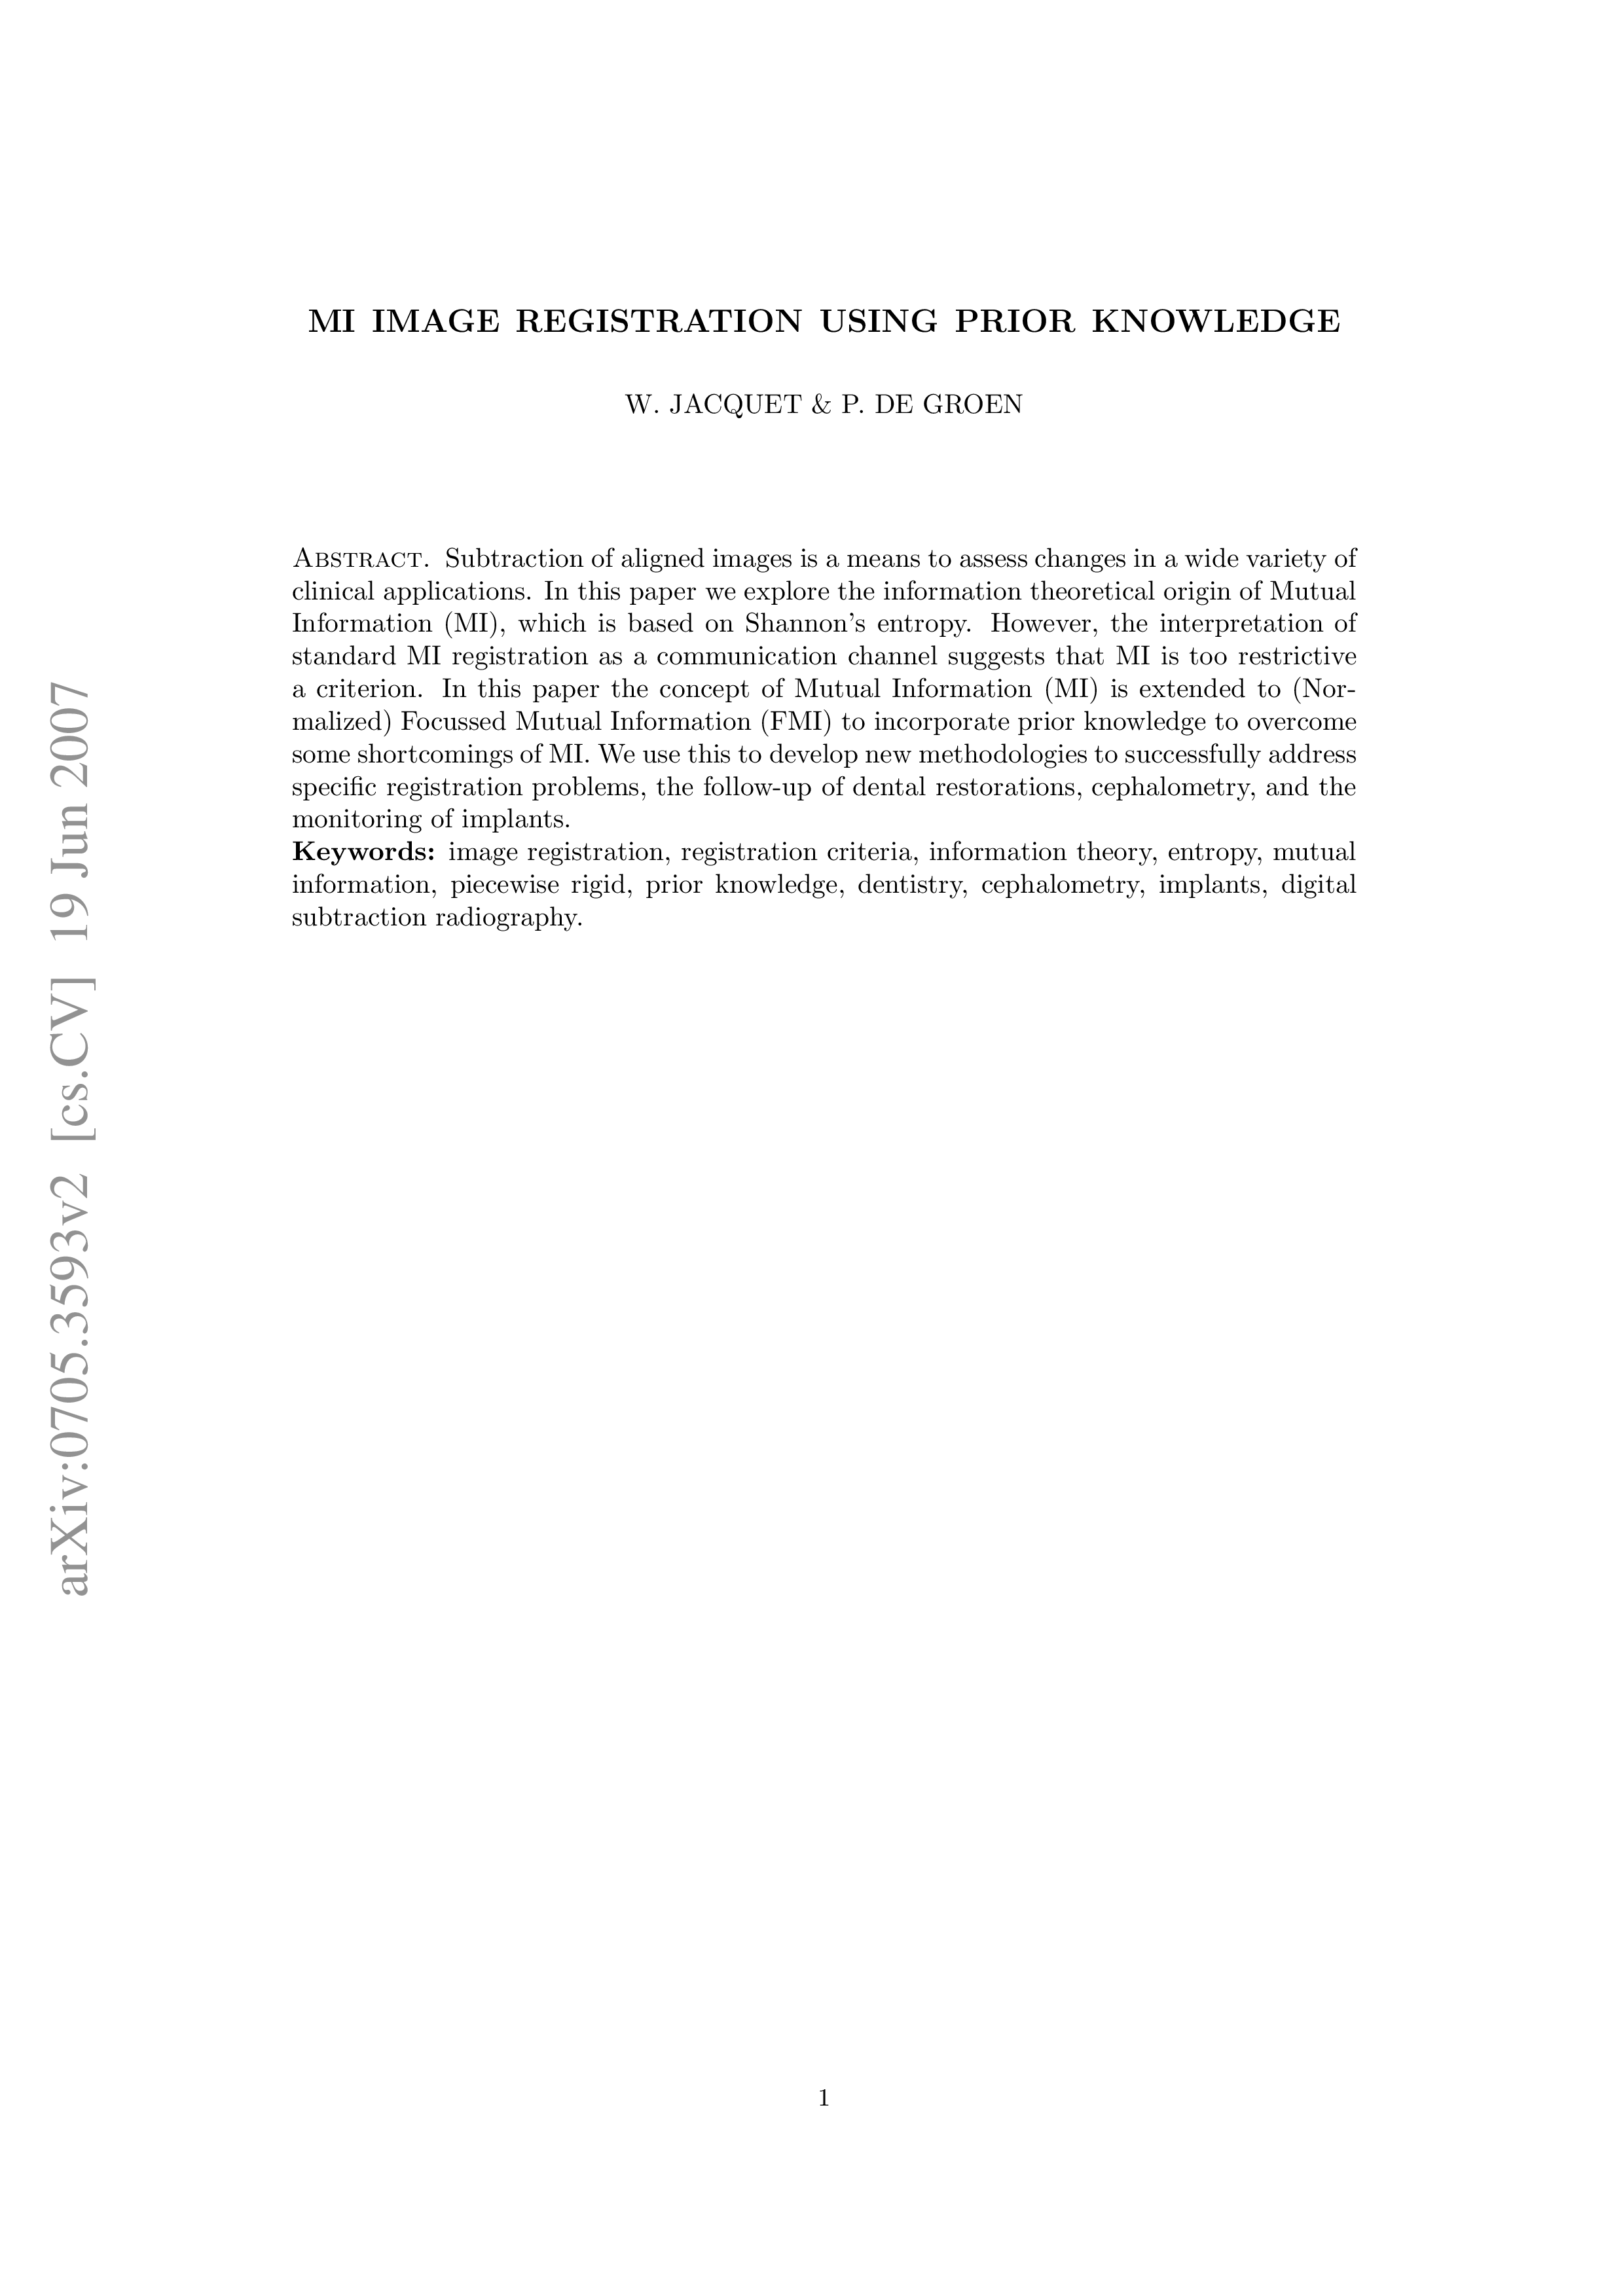 MI IMAGE REGISTRATION USING PRIOR KNOWLEDGE
W. JACQUET & P. DE GROEN
ABSTRACT. Subtraction of aligned images is a means to assess changes in a wide variety of
clinical applications. In this paper we explore the information theoretical origin of Mutual
Information (MI), which is based on Shannon's entropy. However, the interpretation of
standard MI registration as a communication channel suggests that MI is too restrictive
a criterion. In this paper the concept of Mutual Information (MI) is extended to (Nor-
malized) Focussed Mutual Information (FMI) to incorporate prior knowledge to overcome
some shortcomings of MI. We use this to develop new methodologies to successfully address
specific registration problems, the follow-up of dental restorations, cephalometry, and the
monitoring of implants.
Keywords: image registration, registration criteria, information theory, entropy, mutual
information, piecewise rigid, prior knowledge, dentistry, cephalometry, implants, digital
subtraction radiography.
arXiv:0705.3593v2 [cs.CV] 19 Jun 2007
1